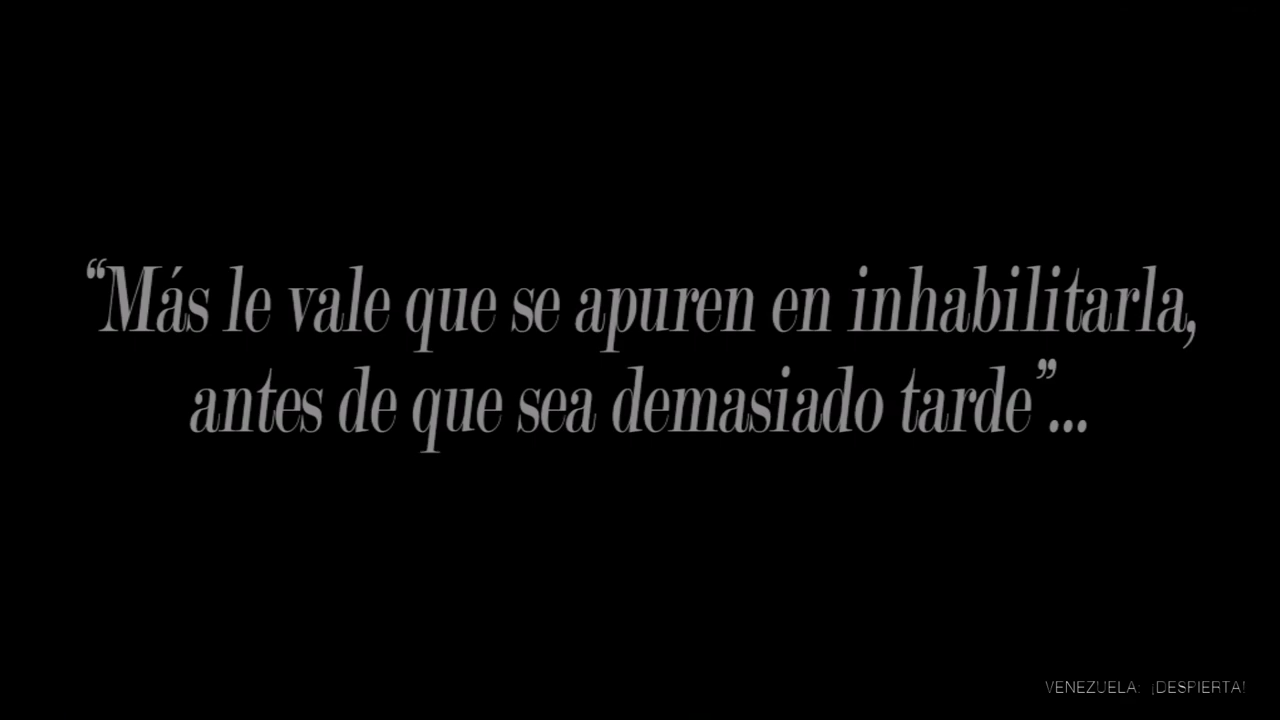 “Más le vale que se apuren en inhabilitarla,
antes de que sea demasiado tarde”...
VENEZUELA: ¡DESPIERTA!